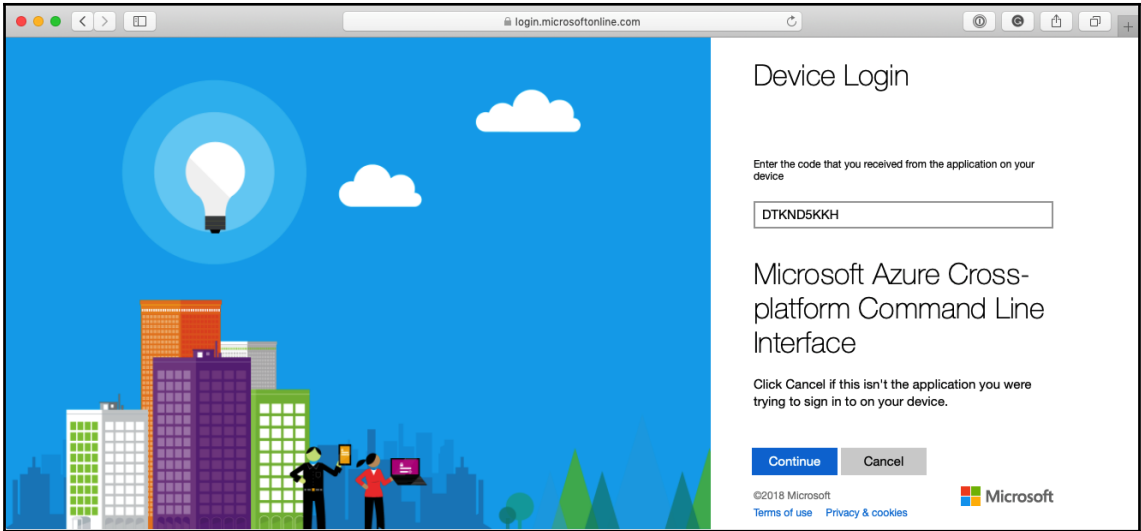 login.microsoftonline.com
Device Login
Enter the code that you received from the application on your
device
DTKND5KKH
Microsoft Azure Cross-
platform Command Line
Interface
Click Cancel if this isn't the application you were
trying to sign in to on your device.
Continue Cancel
©2018 Microsoft
Terms of use Privacy & cookies
Microsoft